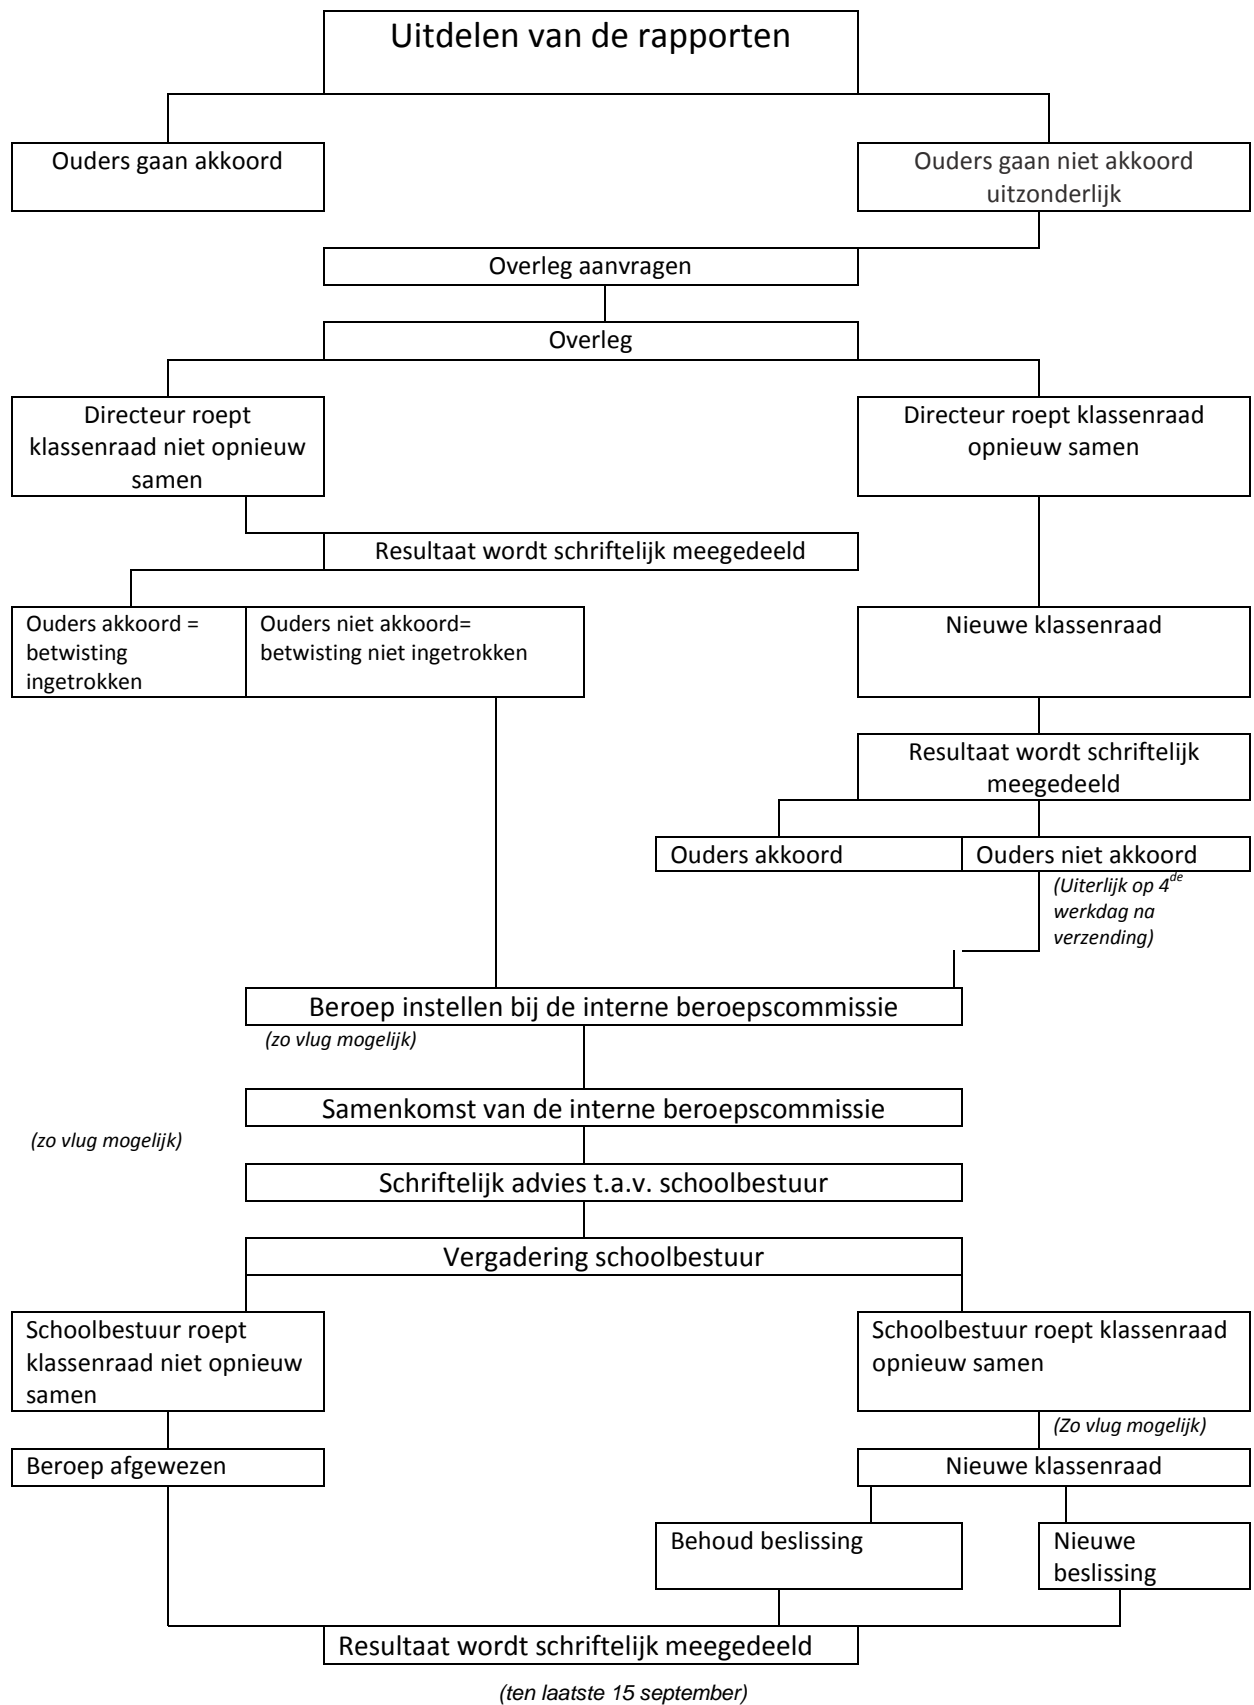 Uitdelen van de rapporten
Ouders gaan akkoord
Ouders gaan niet akkoord
uitzonderlijk
Overleg aanvragen
Overleg
Directeur roept
klassenraad niet opnieuw
samen
Directeur roept klassenraad
opnieuw samen
Resultaat wordt schriftelijk meegedeeld
Ouders akkoord =
betwisting
ingetrokken
Ouders niet akkoord=
betwisting niet ingetrokken
Nieuwe klassenraad
Resultaat wordt schriftelijk
meegedeeld
Ouders akkoord
Ouders niet akkoord
(Uiterlijk op 4de
werkdag na
verzending)
Beroep instellen bij de interne beroepscommissie
(zo vlug mogelijk)
Samenkomst van de interne beroepscommissie
(zo vlug mogelijk)
Schriftelijk advies t.a.v. schoolbestuur
Vergadering schoolbestuur
Schoolbestuur roept
klassenraad niet opnieuw
samen
Schoolbestuur roept klassenraad
opnieuw samen
(Zo vlug mogelijk)
Beroep afgewezen
Nieuwe klassenraad
Behoud beslissing
Nieuwe
beslissing
Resultaat wordt schriftelijk meegedeeld
(ten laatste 15 september)